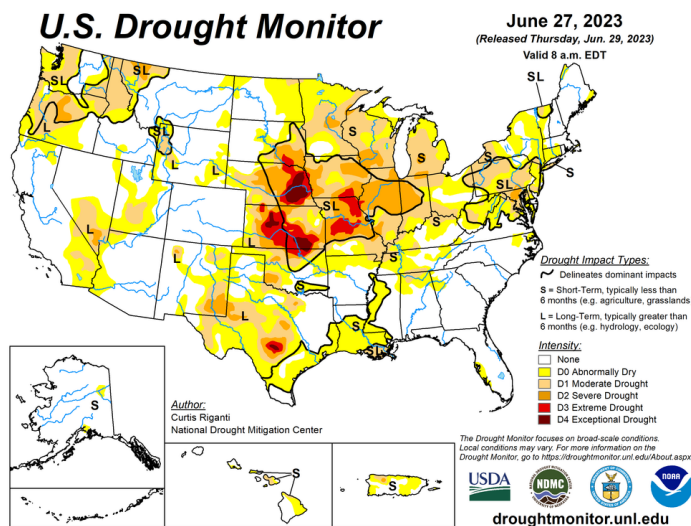 U.S. Drought Monitor
June 27, 2023
(Released Thursday, Jun. 29, 2023)
Valid 8 a.m. EDT
SL
SL
SL
SL
L
L
L
L
L
L
L
S
S
S
S
SL
S
SL
S
S
S
S
SL
S
S
S
Drought Impact Types:
Delineates dominant impacts
S = Short-Term, typically less than
6 months (e.g. agriculture, grasslands
L = Long-Term, typically greater than
6 months (e.g. hydrology, ecology)
Intensity:
None
D0 Abnormally Dry
D1 Moderate Drought
D2 Severe Drought
D3 Extreme Drought
D4 Exceptional Drought
Author:
Curtis Riganti
National Drought Mitigation Center
The Drought Monitor focuses on broad-scale conditions.
Local conditions may vary. For more information on the
Drought Monitor, go to https://droughtmonitor.unl.edu/About.aspx
USDA
NDMC
NOAA
droughtmonitor.unl.edu